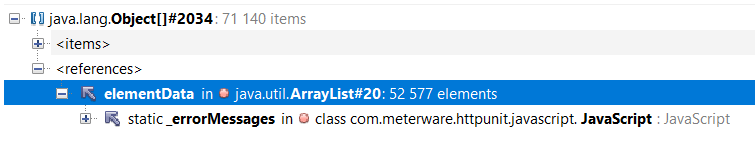 java.lang.Object[]#2034 : 71 140 items
<items>
<references>
elementData in java.util.ArrayList#20 : 52 577 elements
static _errorMessages in class com.meterware.httpunit.javascript. JavaScript : JavaScript